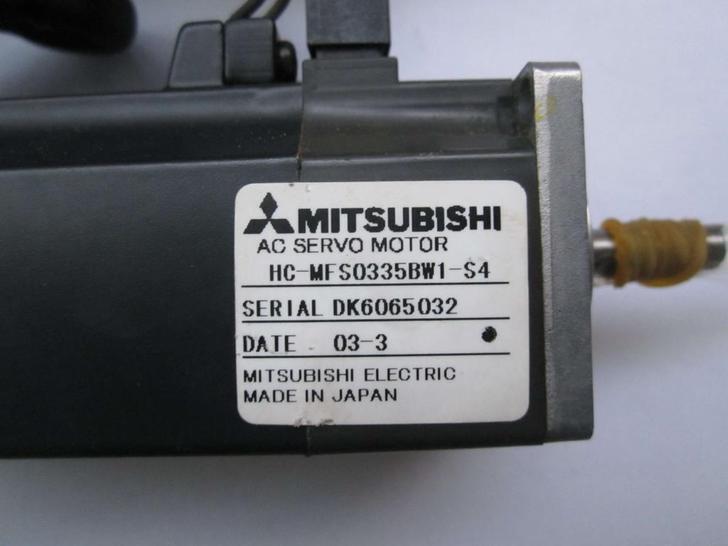 MITSUBISHI
AC SERVO MOTOR
HC-MFS0335BW1-S4
SERIAL DK6065032
DATE 03-3
MITSUBISHI ELECTRIC
MADE IN JAPAN